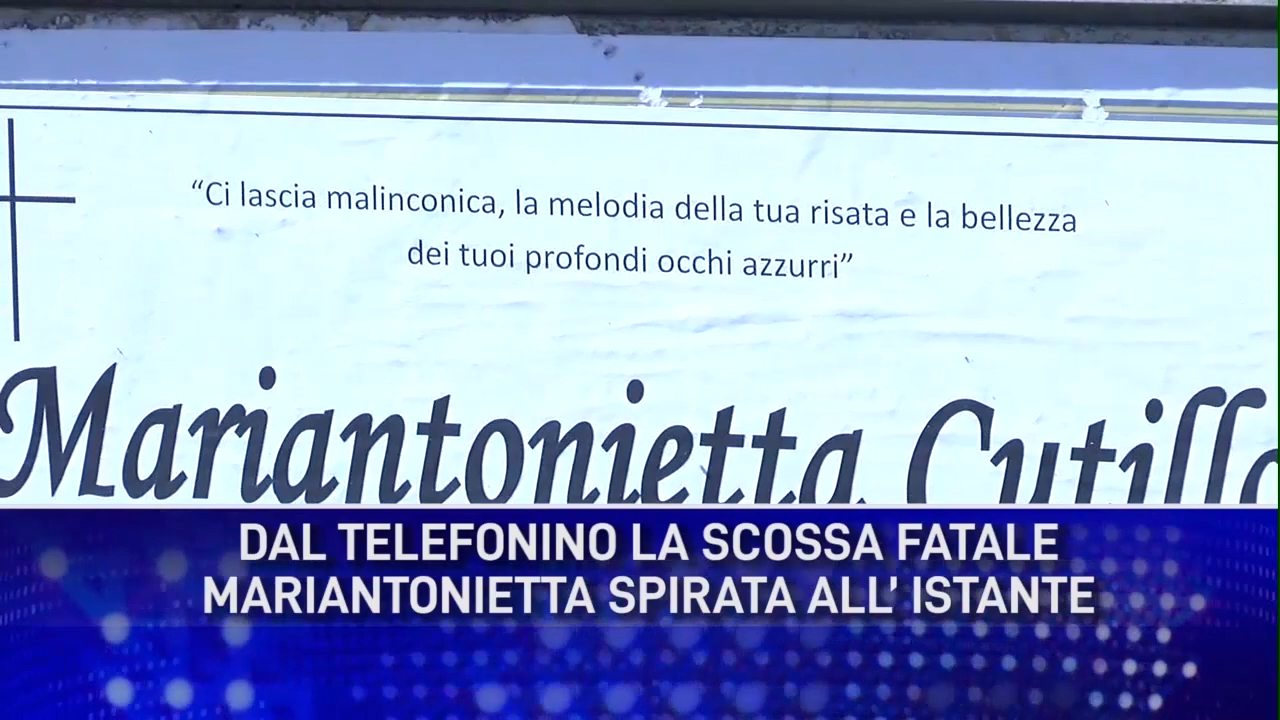 “Ci lascia malinconica, la melodia della tua risata e la bellezza
dei tuoi profondi occhi azzurri”
Mariantonietta Cutillo
DAL TELEFONINO LA SCOSSA FATALE
MARIANTONIETTA SPIRATA ALL’ ISTANTE